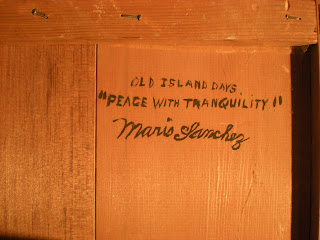 OLD ISLAND DAYS.
"PEACE WITH TRANQUILITY!"
Mario Sanchez